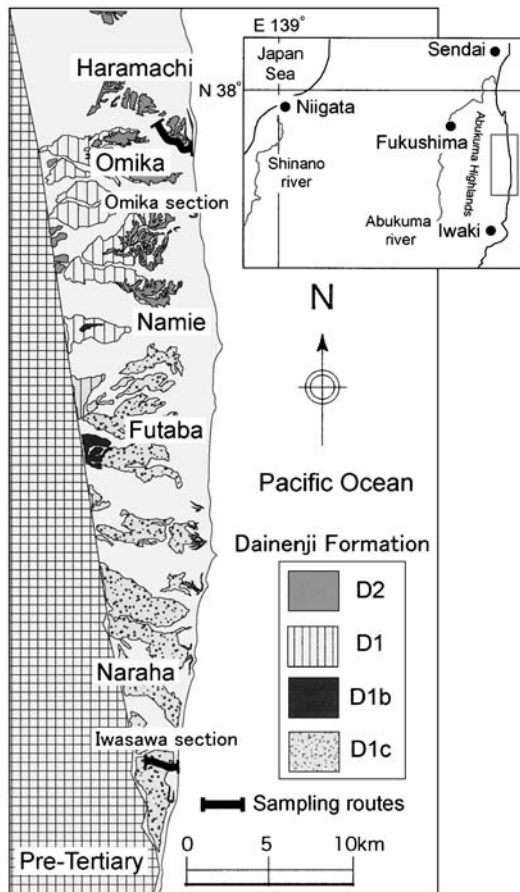 E 139°
Japan
Sea
Sendai
N 38°
Niigata
Fukushima
Shinano
river
Abukuma Highlands
Abukuma
river
Iwaki
Haramachi
Omika
Omika section
Namie
Futaba
Naraha
Iwasawa section
Pre-Tertiary
N
Pacific Ocean
Dainenji Formation
D2
D1
D1b
D1c
Sampling routes
0 5 10km